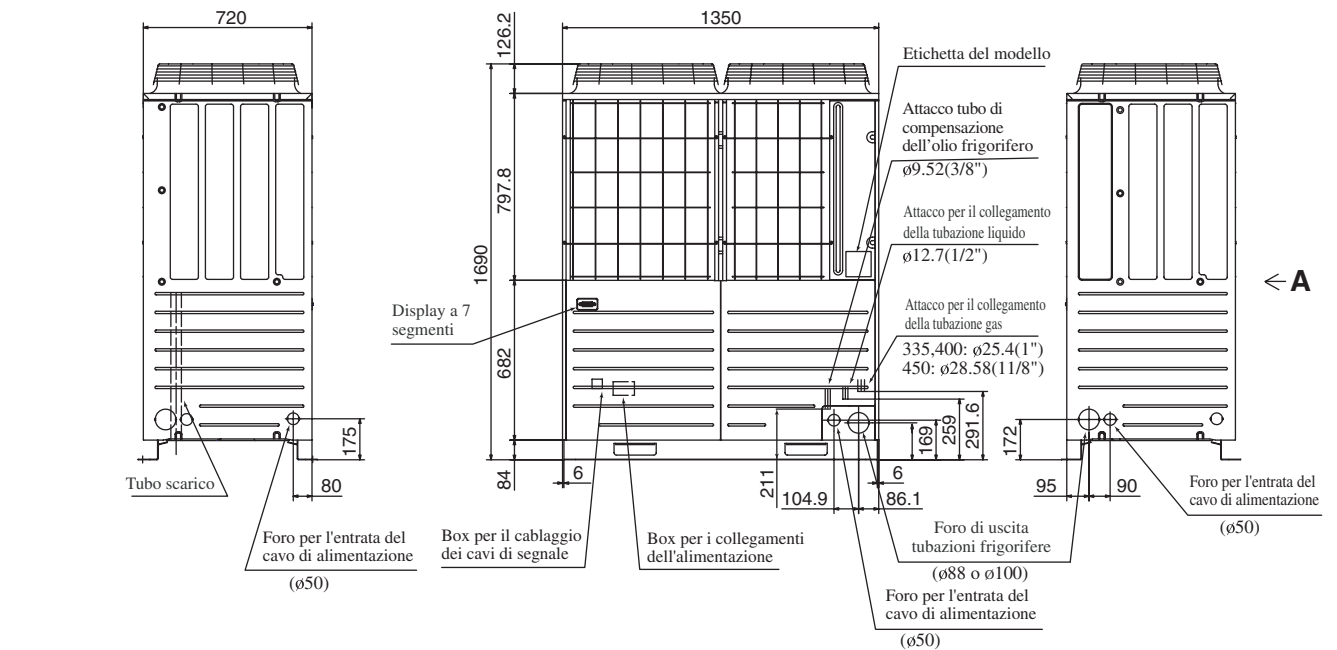 720
1350
126.2
797.8
1690
682
84
Etichetta del modello
Attacco tubo di
compensazione
dell'olio frigorifero
ø9.52(3/8")
Attacco per il collegamento
della tubazione liquido
ø12.7(1/2")
Attacco per il collegamento
della tubazione gas
335,400: ø25.4(1")
450: ø28.58(11/8")
Display a 7
segmenti
A
175
80
Tubo scarico
Foro per l'entrata del
cavo di alimentazione
(ø50)
6
Box per il cablaggio
dei cavi di segnale
Box per i collegamenti
dell'alimentazione
211
104.9
86.1
6
169
259
291.6
Foro di uscita
tubazioni frigorifere
(ø88 o ø100)
Foro per l'entrata del
cavo di alimentazione
(ø50)
172
95
90
Foro per l'entrata del
cavo di alimentazione
(ø50)